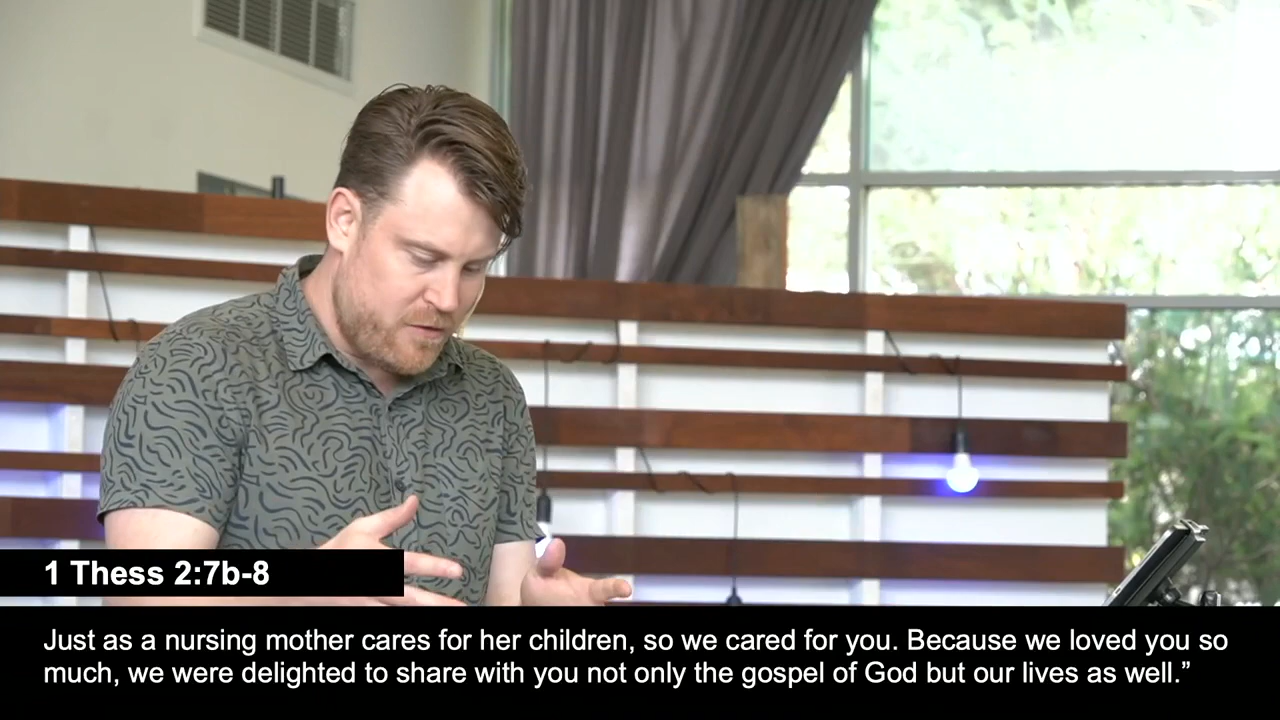 1 Thess 2:7b-8
Just as a nursing mother cares for her children, so we cared for you. Because we loved you so
much, we were delighted to share with you not only the gospel of God but our lives as well.”